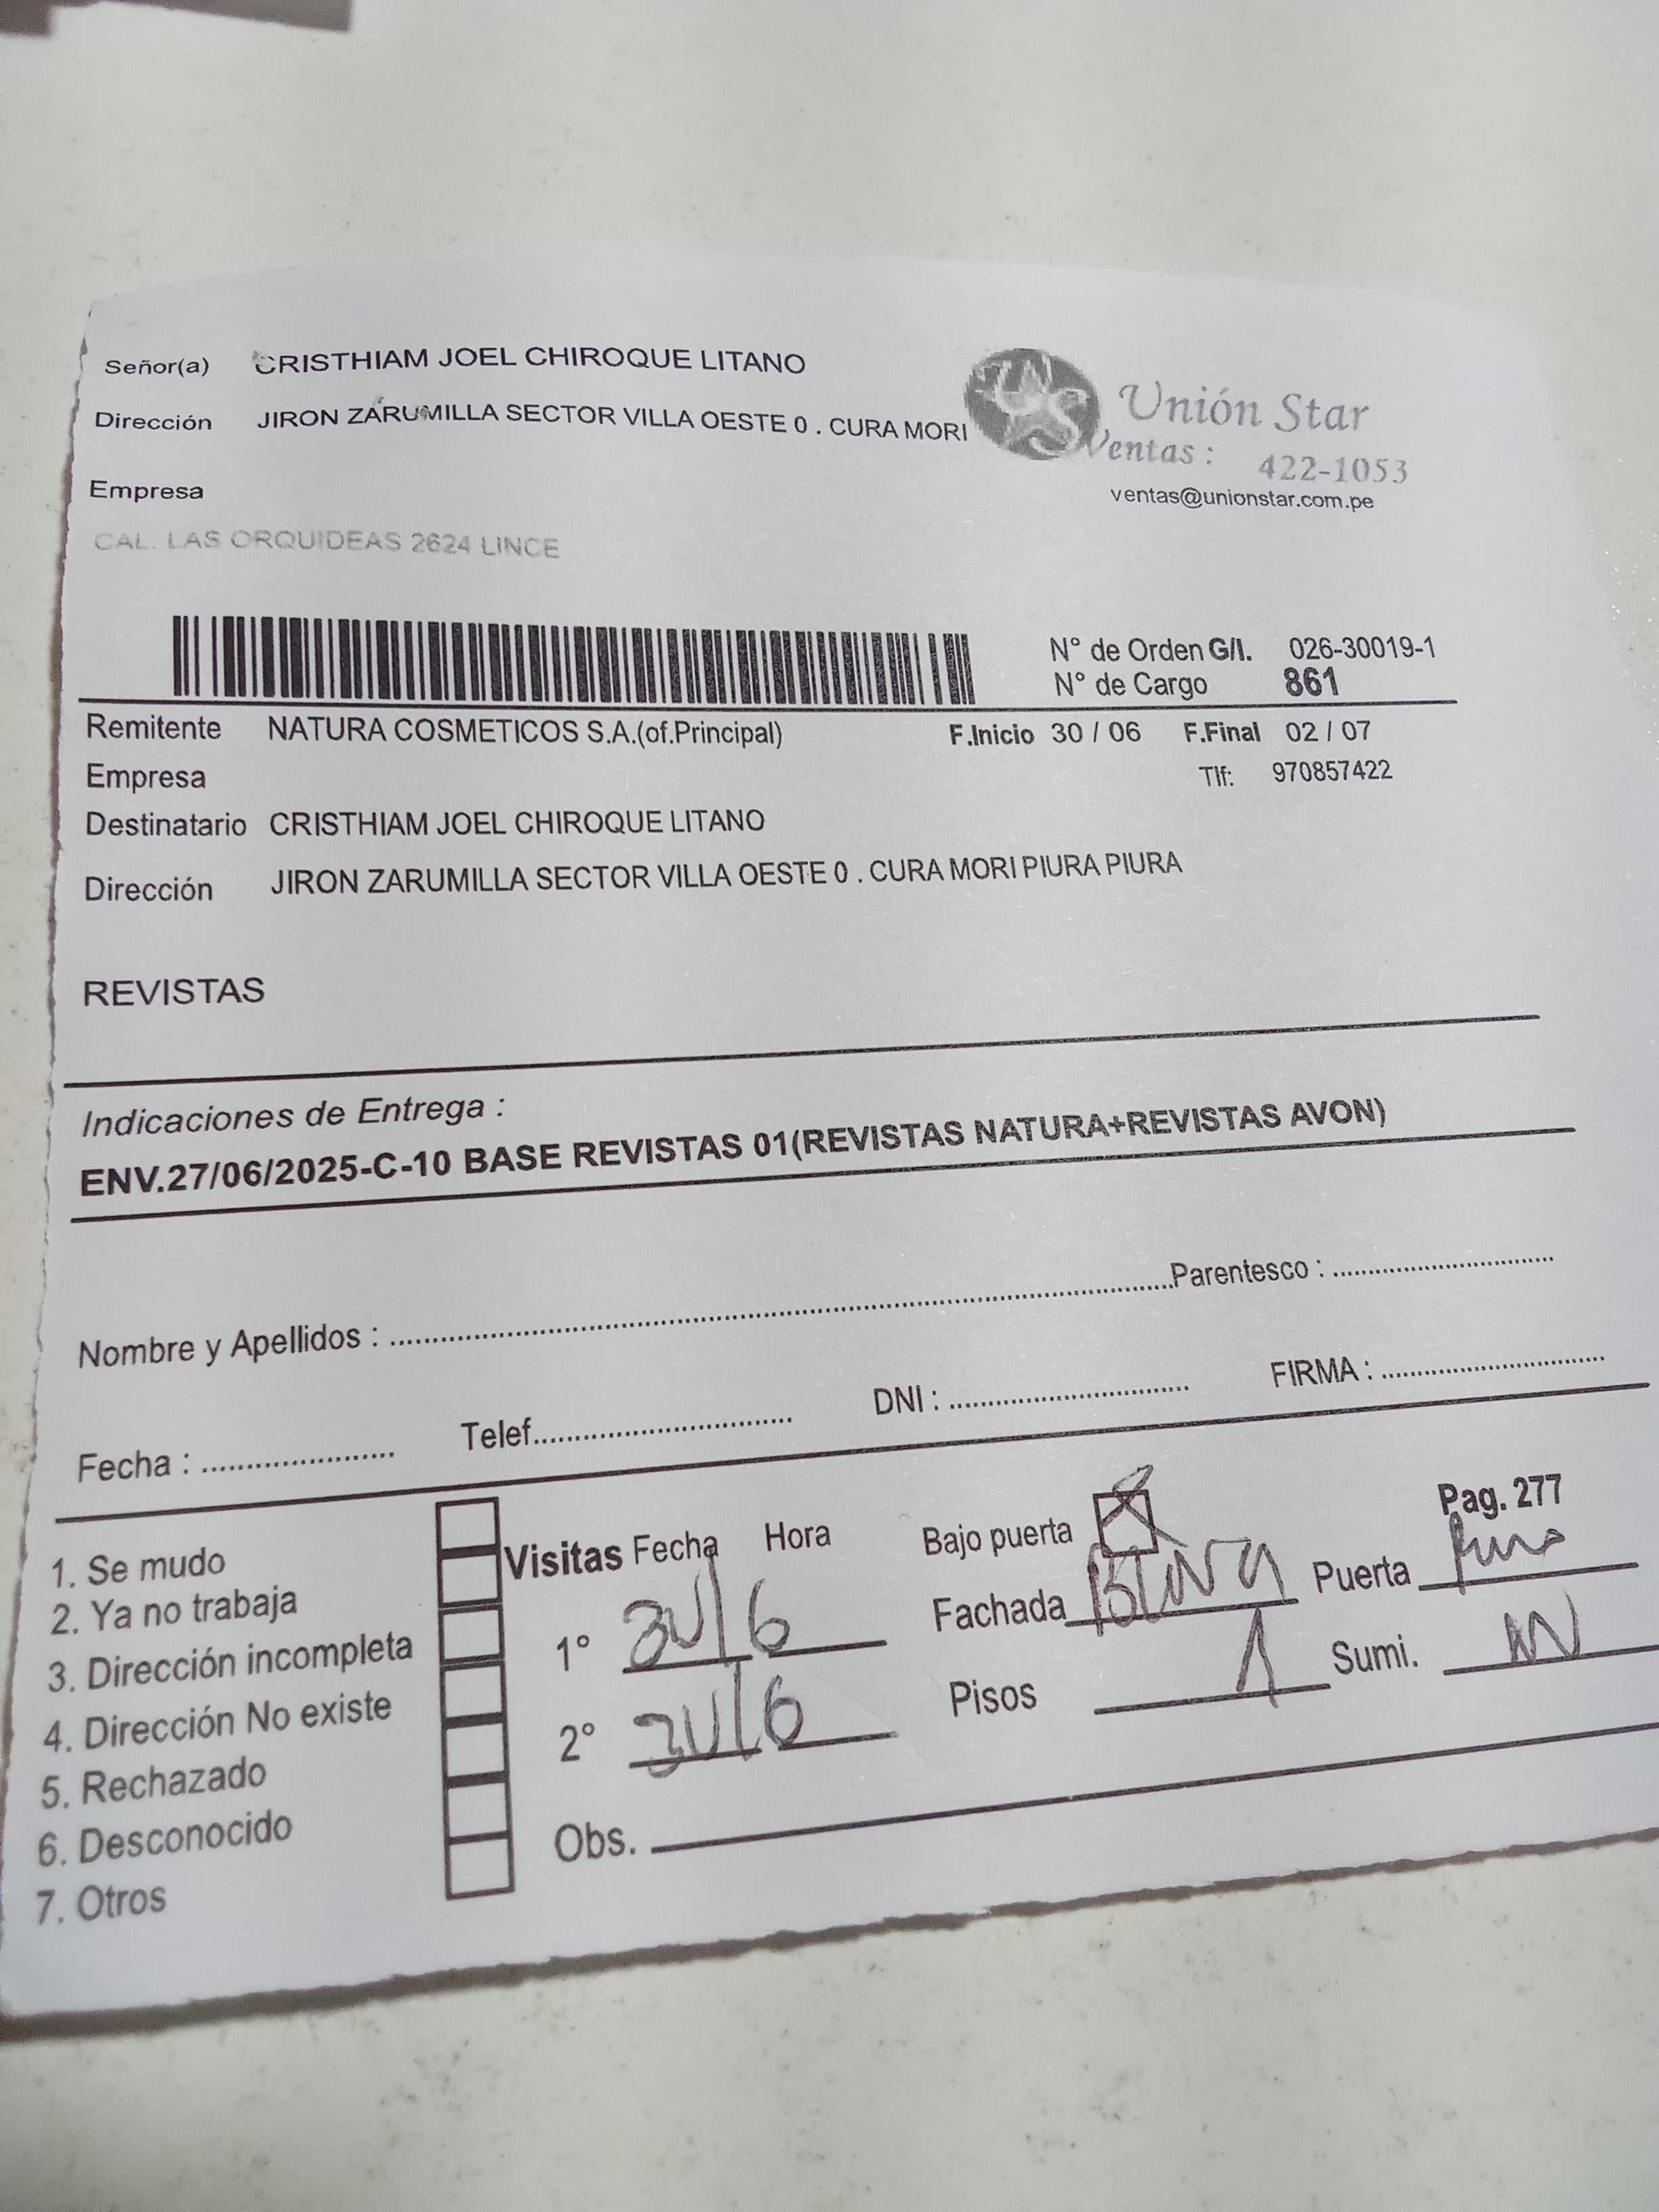 Señor(a) CRISTHIAM JOEL CHIROQUE LITANO
Dirección JIRON ZARUMILLA SECTOR VILLA OESTE 0 . CURA MORI
Unión Star
Ventas : 422-1053
ventas@unionstar.com.pe
Empresa
CAL. LAS ORQUIDEAS 2624 LINCE
N° de Orden G/I. 026-30019-1
N° de Cargo 861
Remitente NATURA COSMETICOS S.A.(of.Principal) F.Inicio 30 / 06 F.Final 02 / 07
Empresa Tlf: 970857422
Destinatario CRISTHIAM JOEL CHIROQUE LITANO
Dirección JIRON ZARUMILLA SECTOR VILLA OESTE 0 . CURA MORI PIURA PIURA
REVISTAS
Indicaciones de Entrega :
ENV.27/06/2025-C-10 BASE REVISTAS 01(REVISTAS NATURA+REVISTAS AVON)
Nombre y Apellidos : Parentesco :
Fecha : Telef. DNI : FIRMA :
Pag. 277
1. Se mudo
2. Ya no trabaja
3. Dirección incompleta
4. Dirección No existe
5. Rechazado
6. Desconocido
7. Otros
Visitas Fecha Hora
1° 30/6
2° 30/6
Obs.
Bajo puerta
Fachada Puerta
Pisos 1 Sumi.